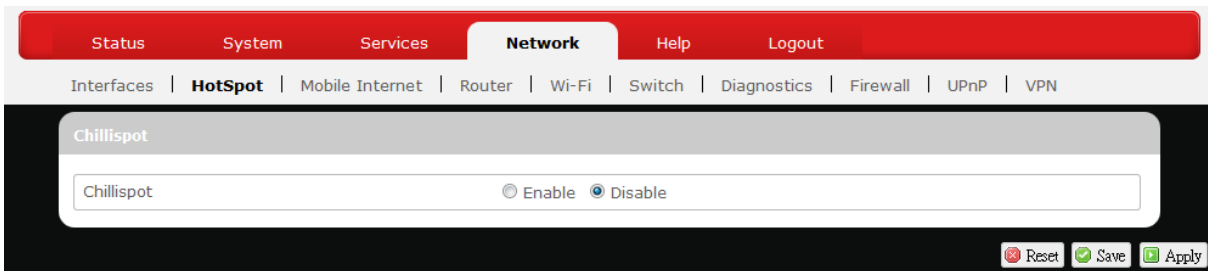 Status System Services Network Help Logout
Interfaces | HotSpot | Mobile Internet | Router | Wi-Fi | Switch | Diagnostics | Firewall | UPnP | VPN
Chillispot
Chillispot Enable Disable
Reset Save Apply